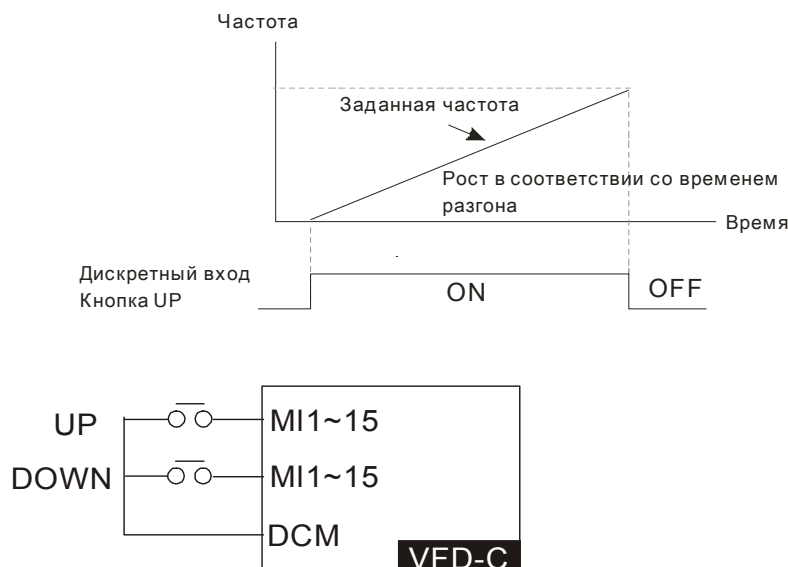 Частота
Заданная частота
Рост в соответствии со временем
разгона
Время
Дискретный вход
Кнопка UP
ON
OFF
UP
MI1~15
DOWN
MI1~15
DCM
VFD-C